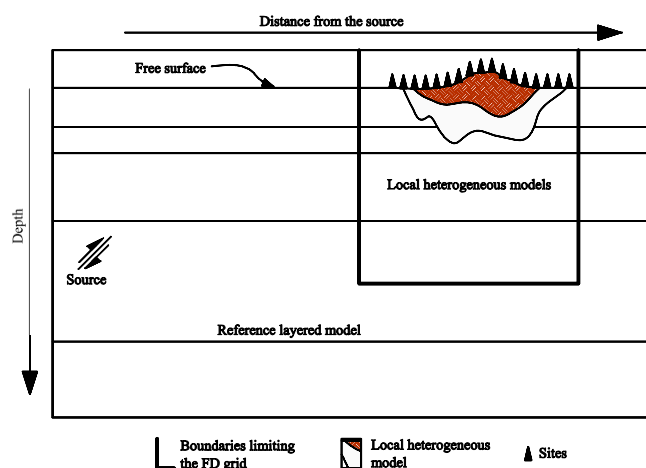 Distance from the source
Free surface
Local heterogeneous models
Depth
Source
Reference layered model
Boundaries limiting
the FD grid
Local heterogeneous
model
Sites